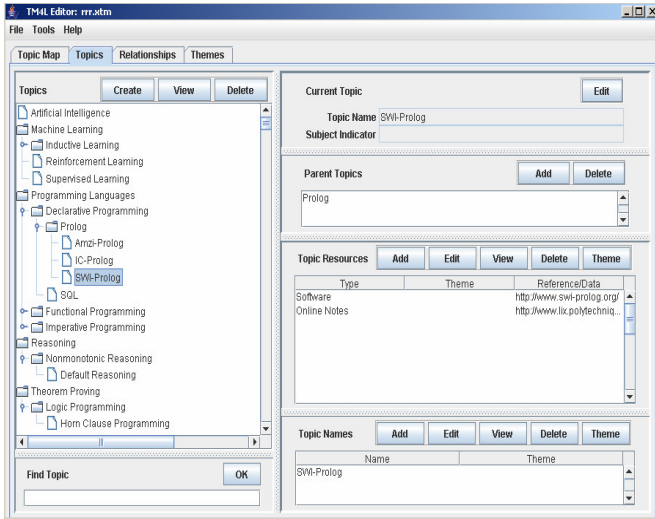 TM4L Editor: rrr.xtm
File Tools Help
Topic Map Topics Relationships Themes
Topics Create View Delete
Artificial Intelligence
Machine Learning
Inductive Learning
Reinforcement Learning
Supervised Learning
Programming Languages
Declarative Programming
Prolog
Amzi-Prolog
IC-Prolog
SWI-Prolog
SQL
Functional Programming
Imperative Programming
Reasoning
Nonmonotonic Reasoning
Default Reasoning
Theorem Proving
Logic Programming
Horn Clause Programming
Find Topic OK
Current Topic Edit
Topic Name SWI-Prolog
Subject Indicator
Parent Topics Add Delete
Prolog
Topic Resources Add Edit View Delete Theme
Type Theme Reference/Data
Software http://www.swi-prolog.org/
Online Notes http://www.lix.polytechniq...
Topic Names Add Edit View Delete Theme
Name Theme
SWI-Prolog